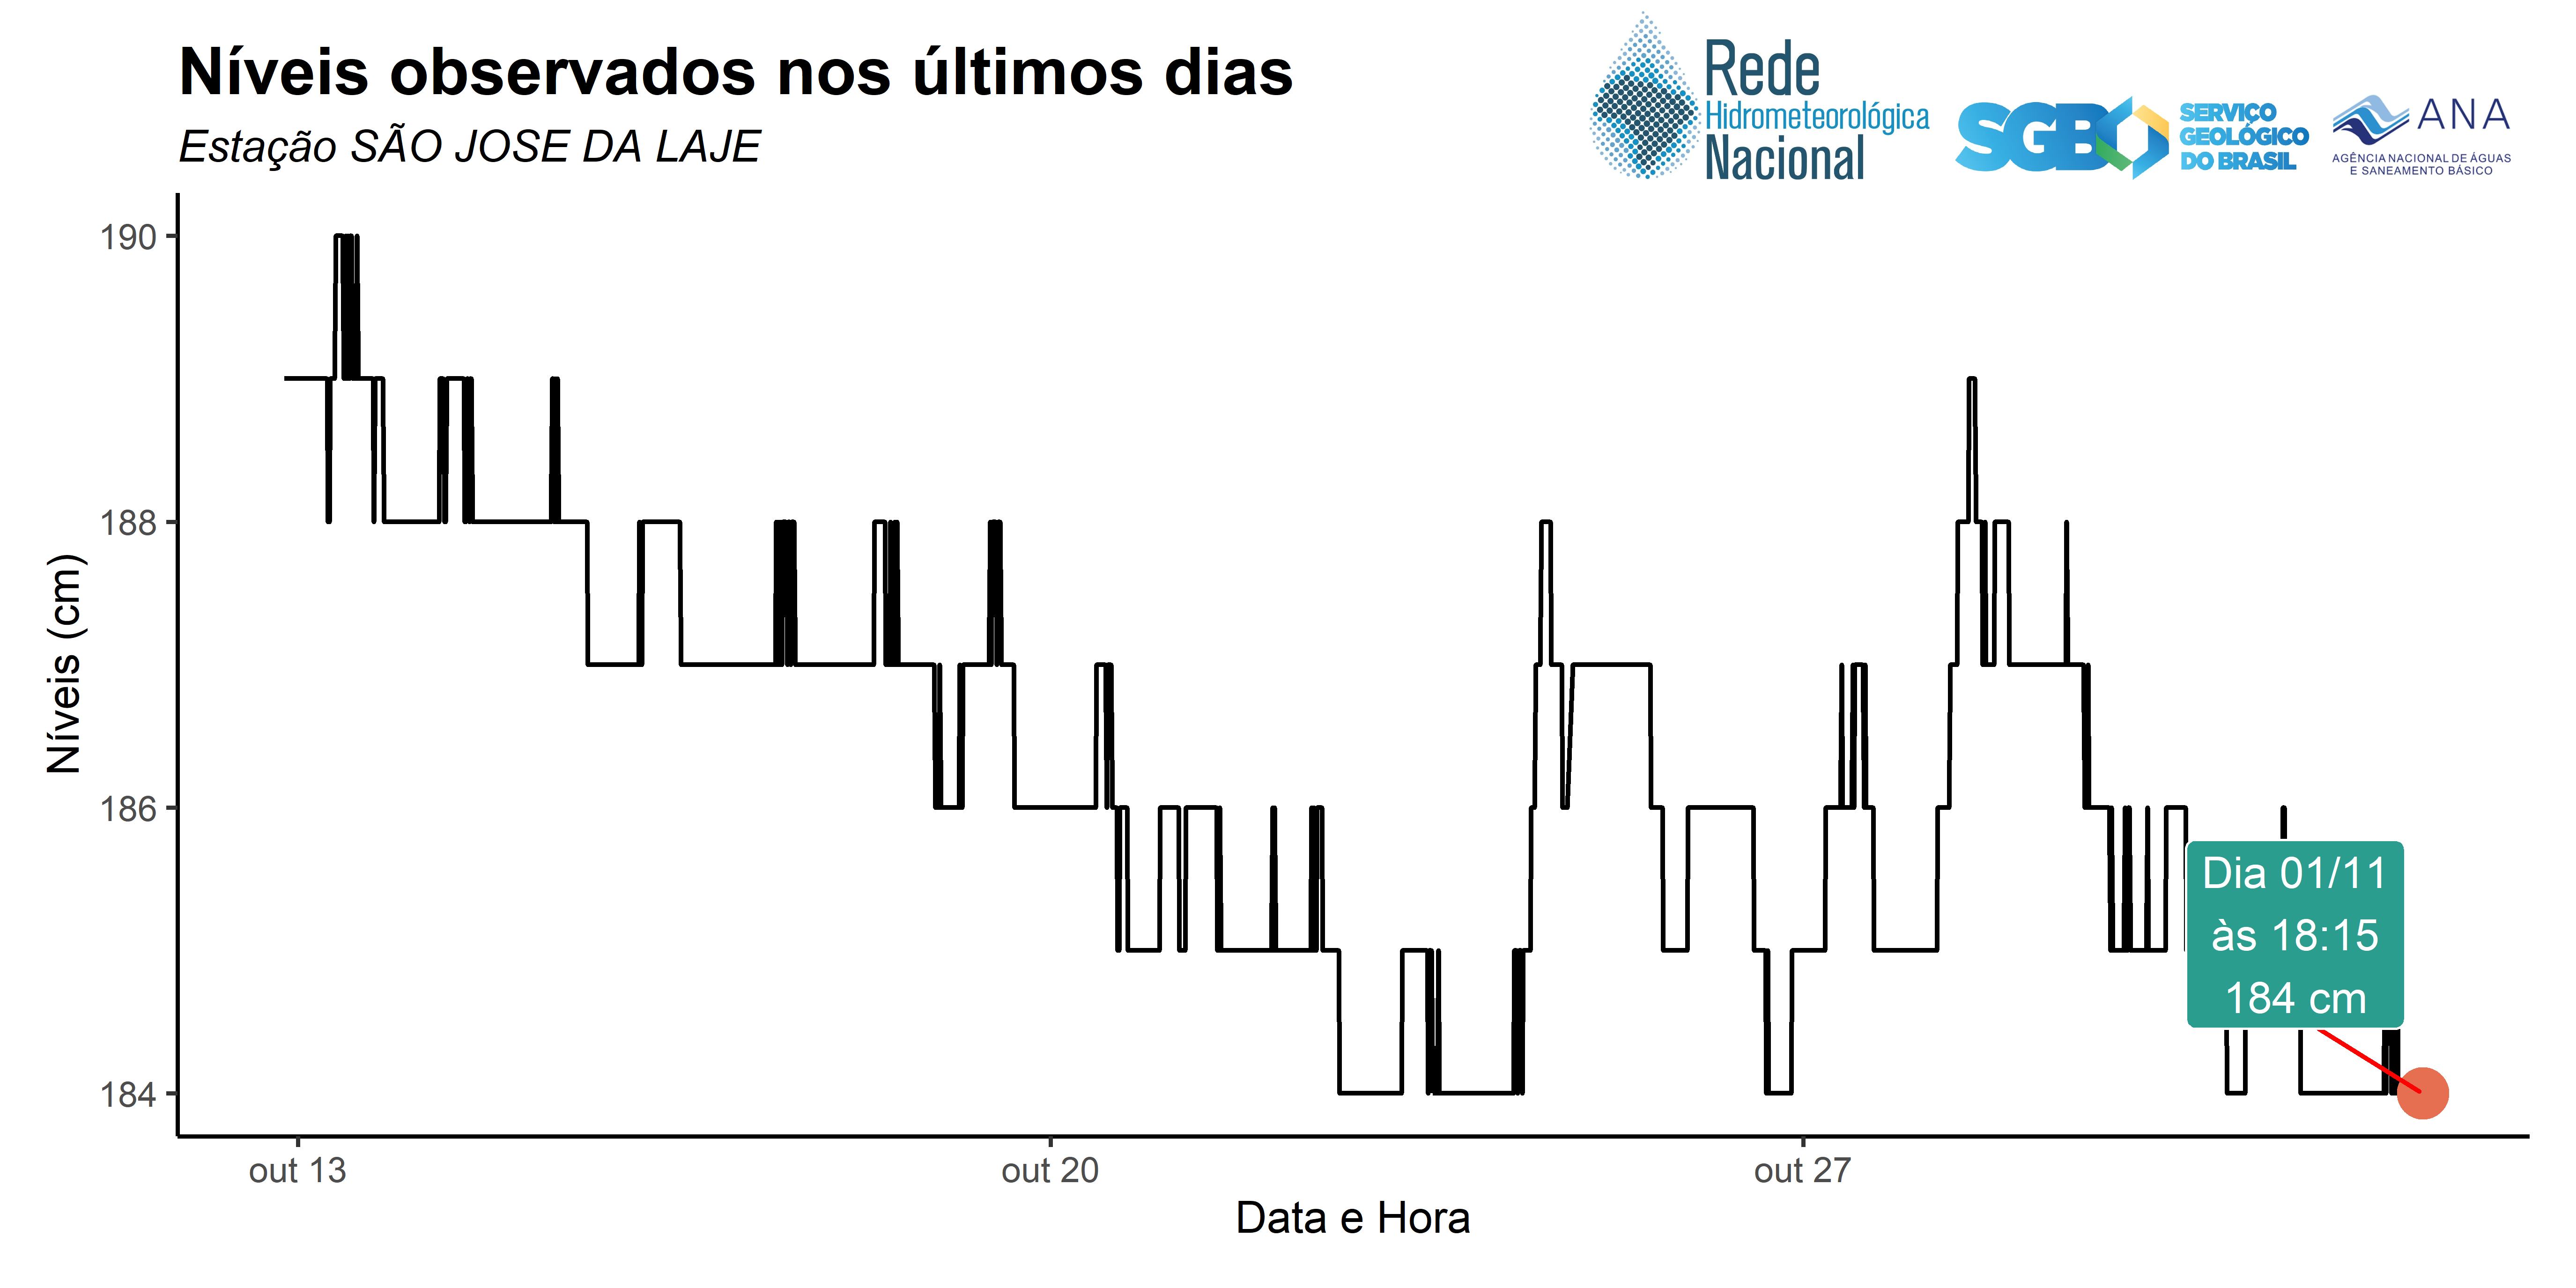 Níveis observados nos últimos dias
Estação SÃO JOSE DA LAJE
Rede
Hidrometeorológica
Nacional
SGB
SERVIÇO
GEOLÓGICO
DO BRASIL
ANA
AGÊNCIA NACIONAL DE ÁGUAS
E SANEAMENTO BÁSICO
Níveis (cm)
190
188
186
184
Dia 01/11
às 18:15
184 cm
out 13
out 20
out 27
Data e Hora